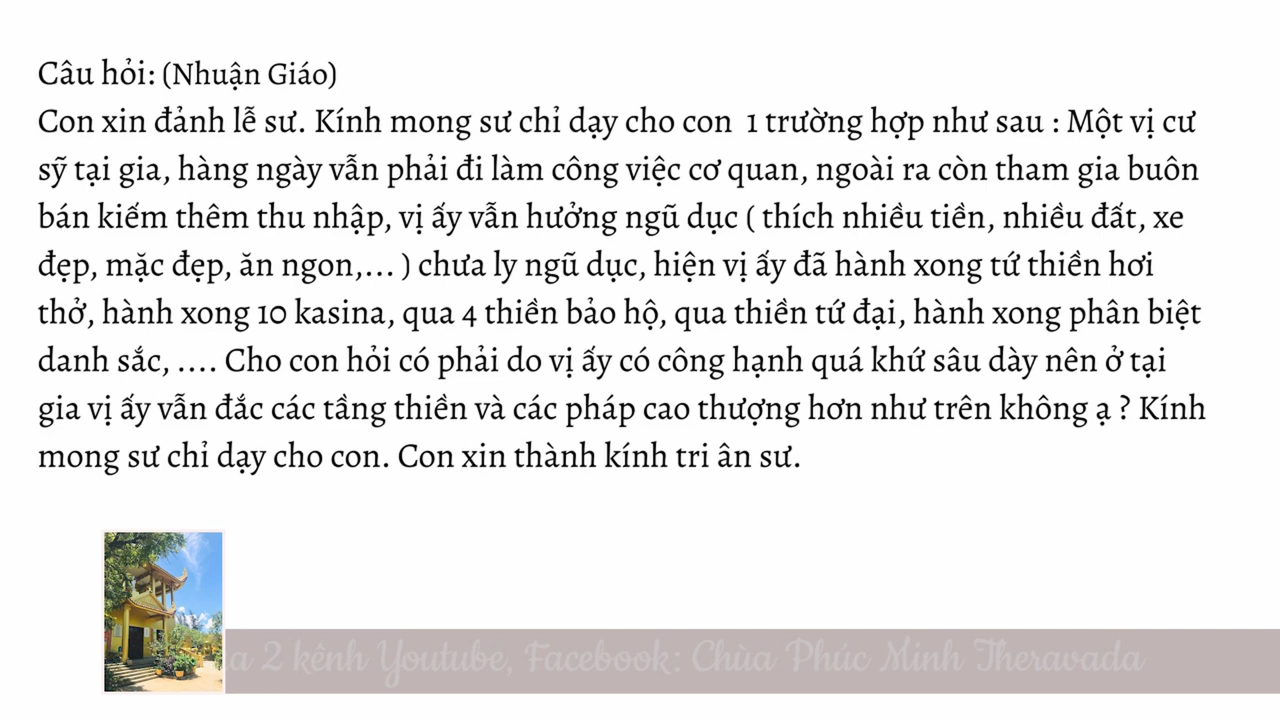 Câu hỏi: (Nhuận Giáo)
Con xin đảnh lễ sư. Kính mong sư chỉ dạy cho con 1 trường hợp như sau : Một vị cư
sỹ tại gia, hàng ngày vẫn phải đi làm công việc cơ quan, ngoài ra còn tham gia buôn
bán kiếm thêm thu nhập, vị ấy vẫn hưởng ngũ dục ( thích nhiều tiền, nhiều đất, xe
đẹp, mặc đẹp, ăn ngon,... ) chưa ly ngũ dục, hiện vị ấy đã hành xong tứ thiền hơi
thở, hành xong 10 kasina, qua 4 thiền bảo hộ, qua thiền tứ đại, hành xong phân biệt
danh sắc, .... Cho con hỏi có phải do vị ấy có công hạnh quá khứ sâu dày nên ở tại
gia vị ấy vẫn đắc các tầng thiền và các pháp cao thượng hơn như trên không ạ ? Kính
mong sư chỉ dạy cho con. Con xin thành kính tri ân sư.
2 kênh Youtube, Facebook: Chùa Phúc Minh Theravada